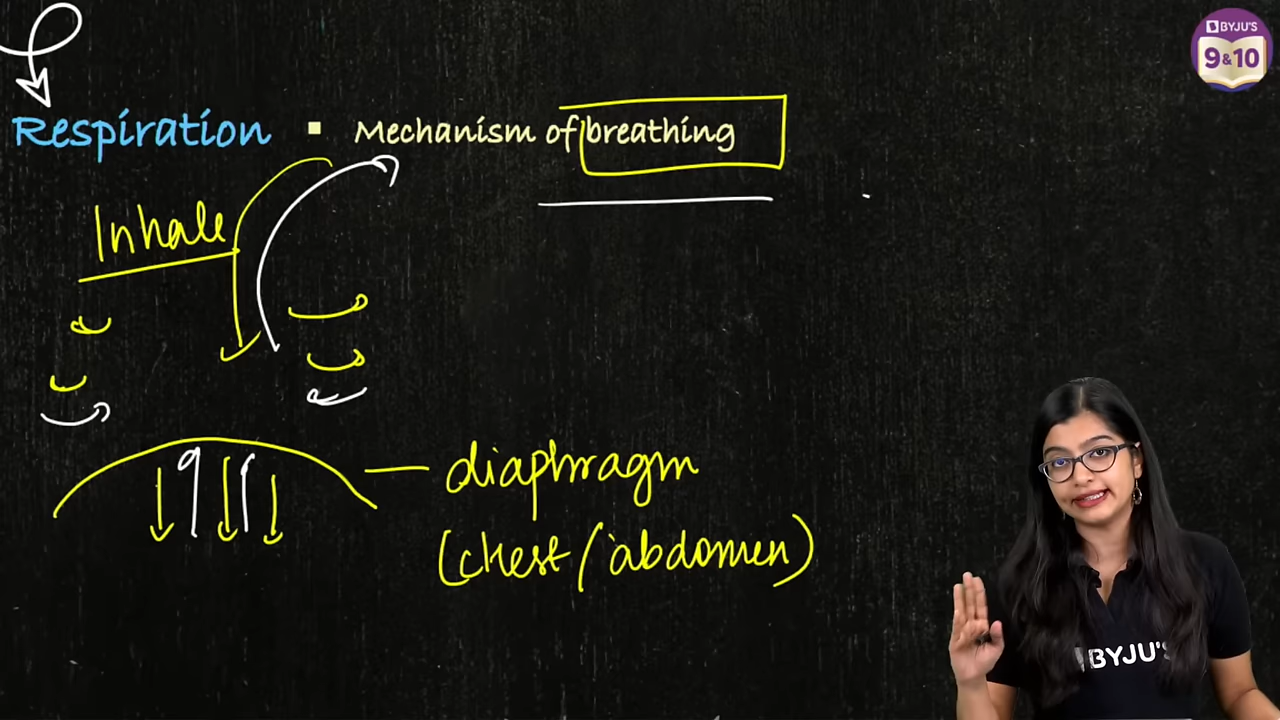 BYJU'S
9&10
Respiration ▪ Mechanism of breathing
Inhale
diaphragm
(chest/abdomen)
BYJU'S